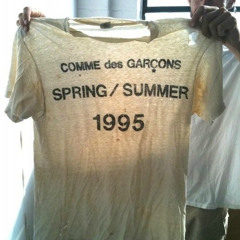 COMME des GARÇONS
SPRING / SUMMER
1995